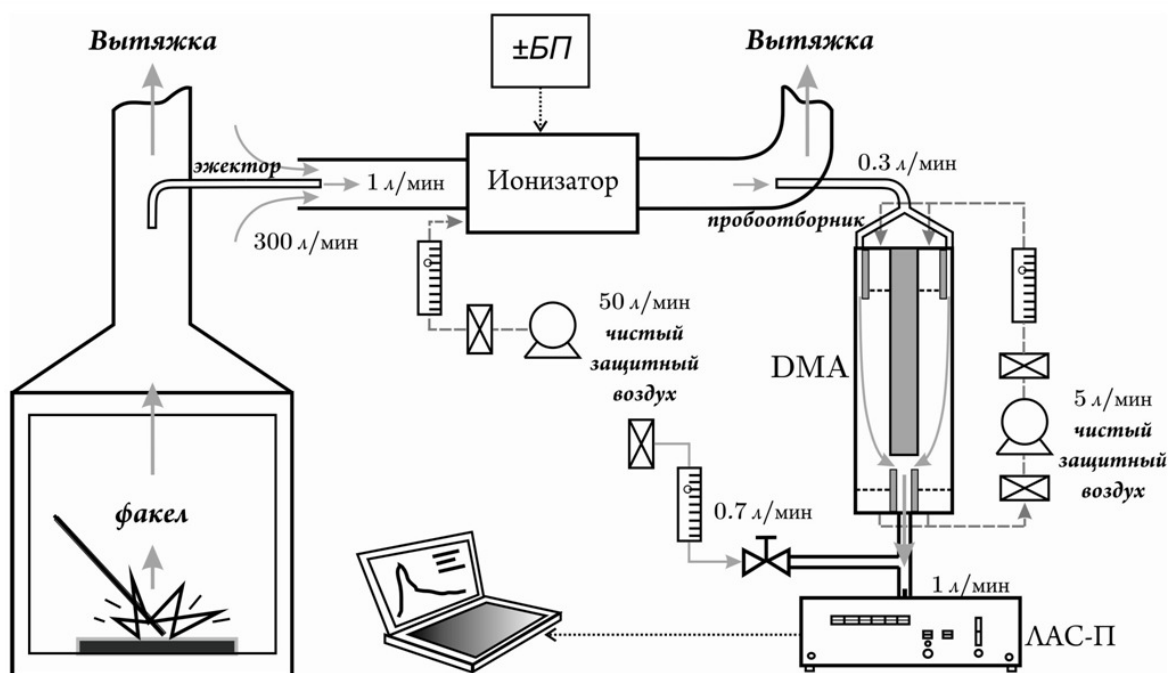 Вытяжка
±БП
Вытяжка
эжектор
1 л/мин
Ионизатор
0.3 л/мин
пробоотборник
300 л/мин
50 л/мин
чистый
защитный
воздух
DMA
5 л/мин
чистый
защитный
воздух
факел
0.7 л/мин
1 л/мин
ЛАС-П